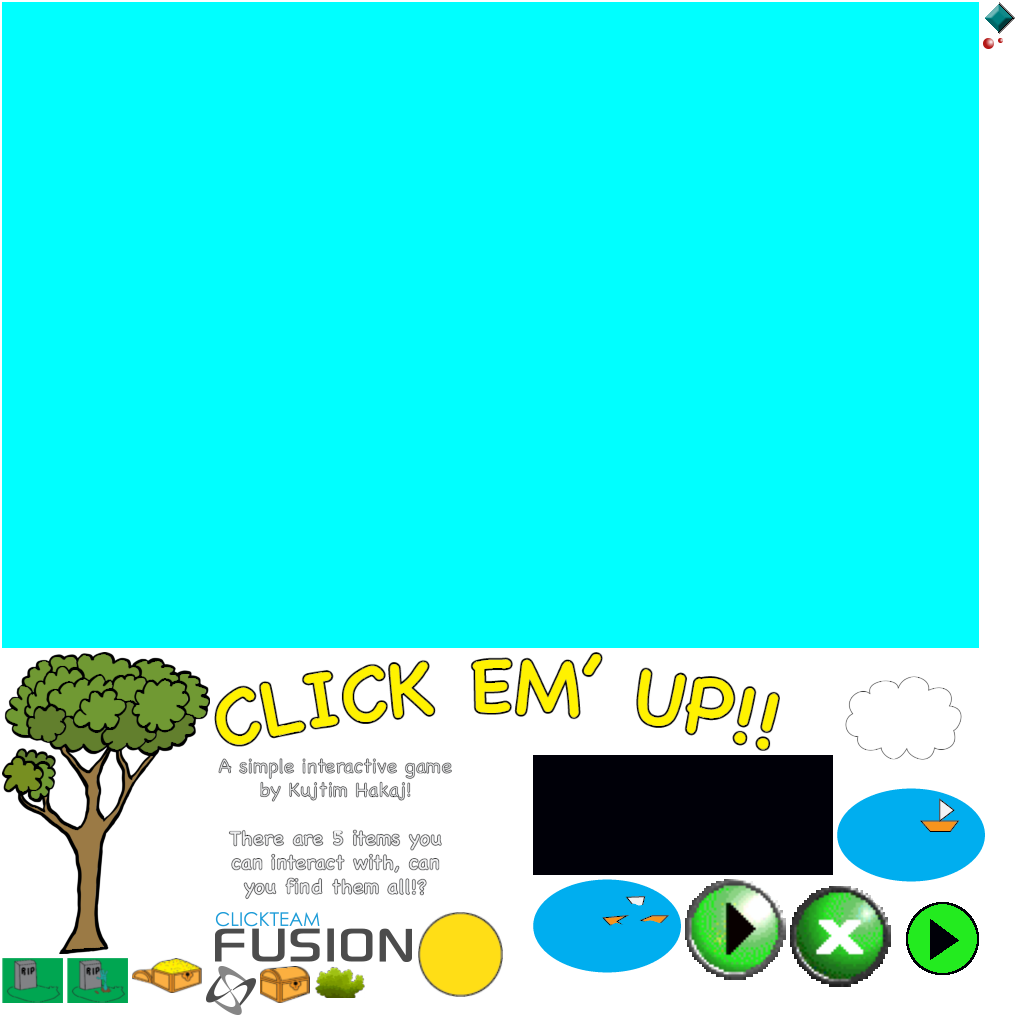 CLICK EM' UP!!
A simple interactive game
by Kujtim Hakaj!
There are 5 items you
can interact with, can
you find them all!?
CLICKTEAM
FUSION
RIP
RIP